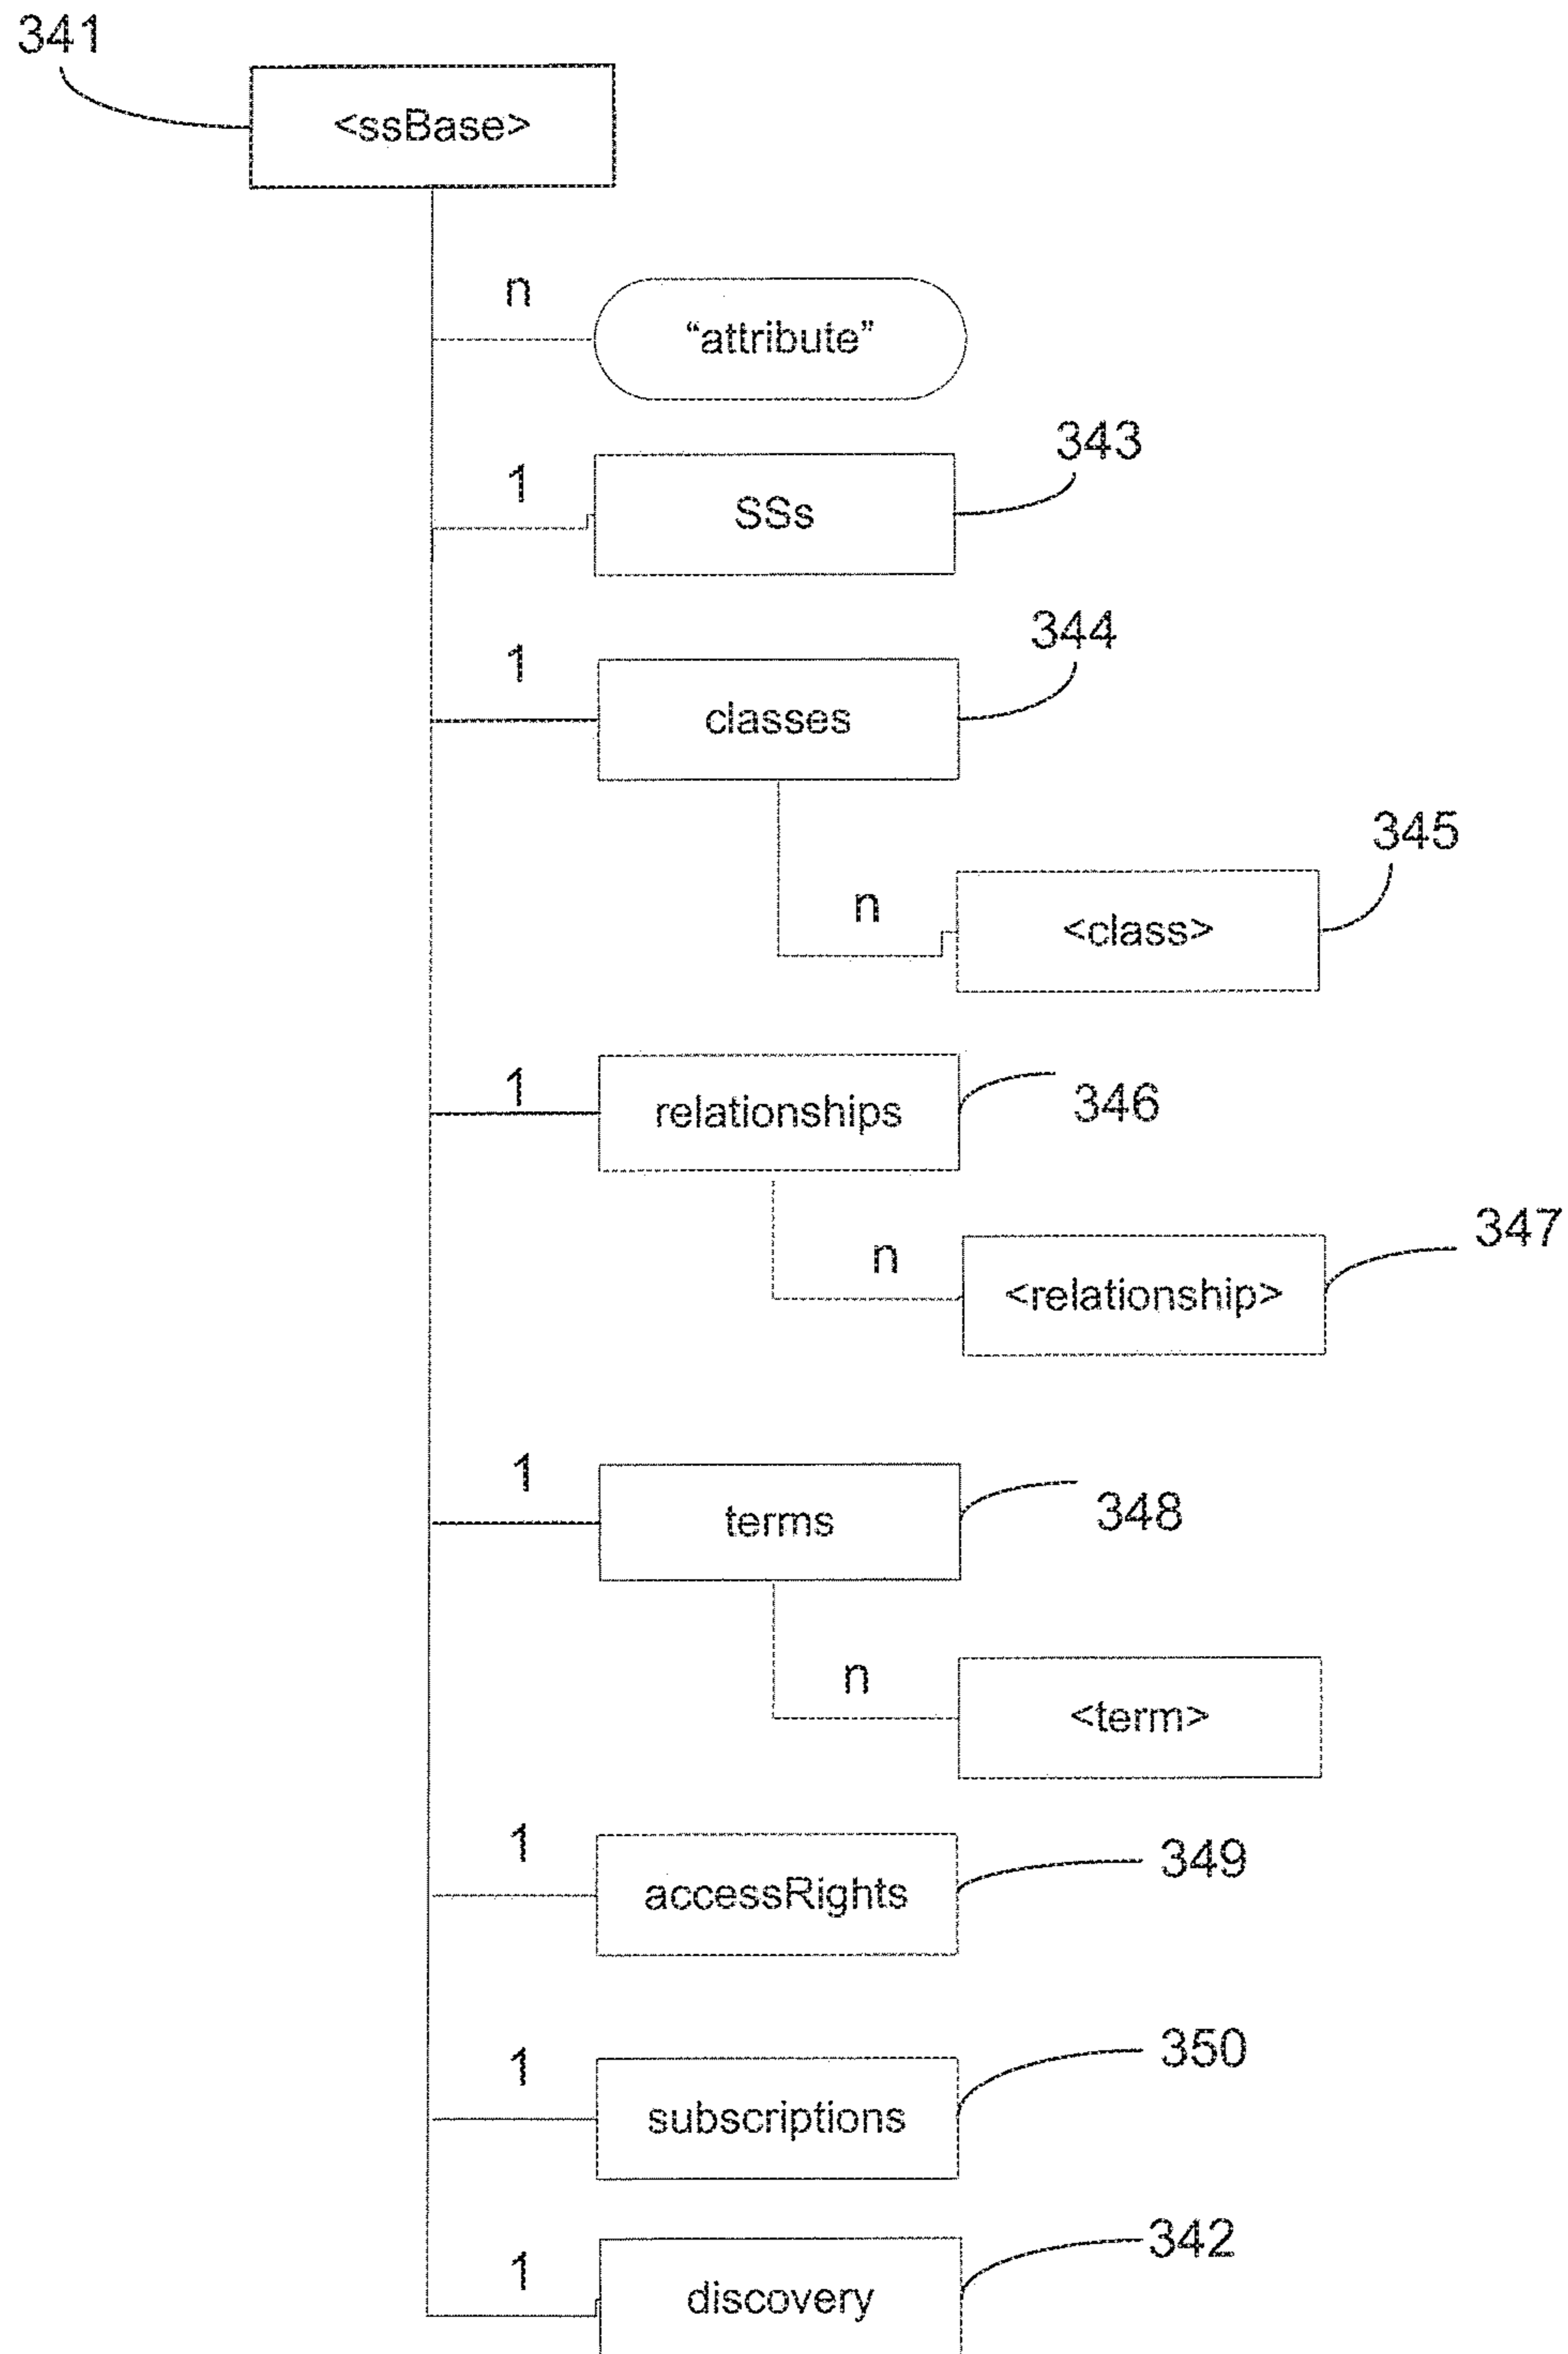 341
<ssBase>
n
“attribute”
343
1
SSs
344
1
classes
345
n
<class>
1
relationships
346
347
n
<relationship>
1
terms
348
n
<term>
1
accessRights
349
1
subscriptions
350
1
discovery
342